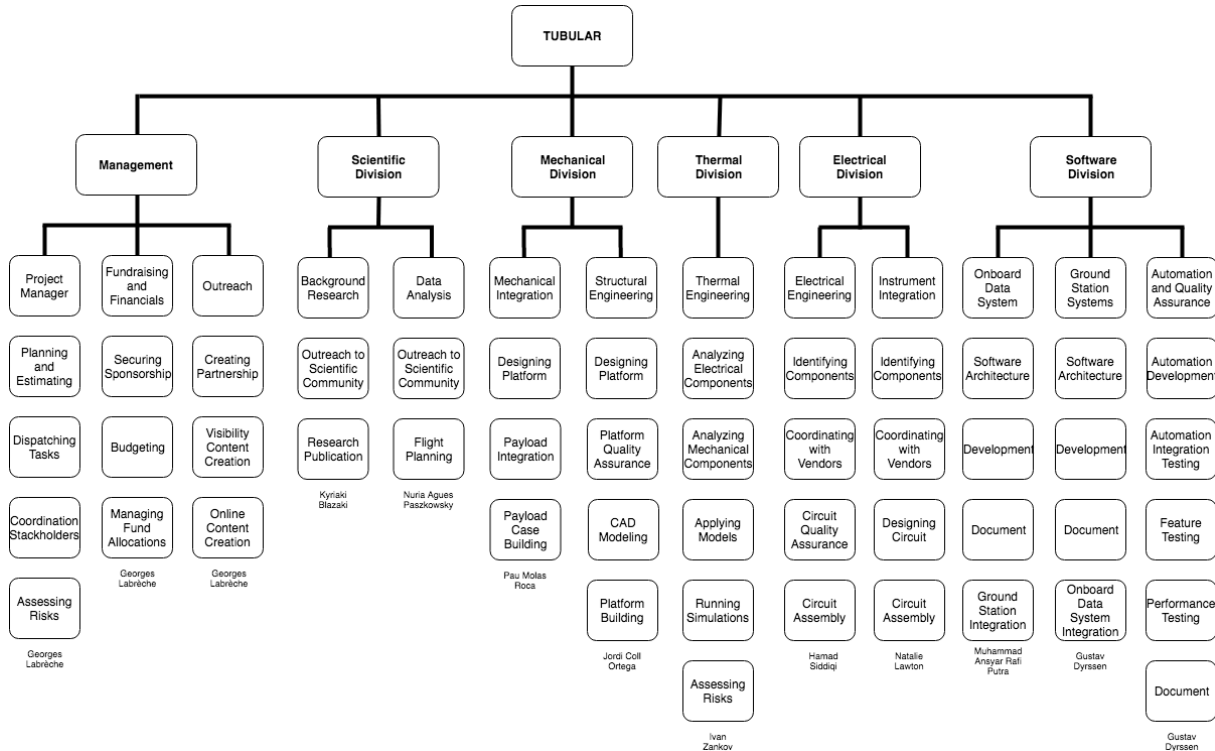 TUBULAR
Management
Scientific
Division
Mechanical
Division
Thermal
Division
Electrical
Division
Software
Division
Project
Manager
Fundraising
and
Financials
Outreach
Background
Research
Data
Analysis
Mechanical
Integration
Structural
Engineering
Thermal
Engineering
Electrical
Engineering
Instrument
Integration
Onboard
Data
System
Ground
Station
Systems
Automation
and Quality
Assurance
Planning
and
Estimating
Securing
Sponsorship
Creating
Partnership
Outreach to
Scientific
Community
Outreach to
Scientific
Community
Designing
Platform
Designing
Platform
Analyzing
Electrical
Components
Identifying
Components
Identifying
Components
Software
Architecture
Software
Architecture
Automation
Development
Dispatching
Tasks
Budgeting
Visibility
Content
Creation
Research
Publication
Flight
Planning
Payload
Integration
Platform
Quality
Assurance
Analyzing
Mechanical
Components
Coordinating
with
Vendors
Coordinating
with
Vendors
Development
Development
Automation
Integration
Testing
Kyriaki
Blazaki
Nuria Agues
Paszkowsky
Coordination
Stackholders
Managing
Fund
Allocations
Online
Content
Creation
Payload
Case
Building
CAD
Modeling
Applying
Models
Circuit
Quality
Assurance
Designing
Circuit
Document
Document
Feature
Testing
Georges
Labrèche
Georges
Labrèche
Pau Molas
Roca
Assessing
Risks
Platform
Building
Running
Simulations
Circuit
Assembly
Circuit
Assembly
Ground
Station
Integration
Onboard
Data
System
Integration
Performance
Testing
Georges
Labrèche
Jordi Coll
Ortega
Hamad
Siddiqi
Natalie
Lawton
Muhammad
Ansyar Rafi
Putra
Gustav
Dyrssen
Assessing
Risks
Document
Ivan
Zankov
Gustav
Dyrssen